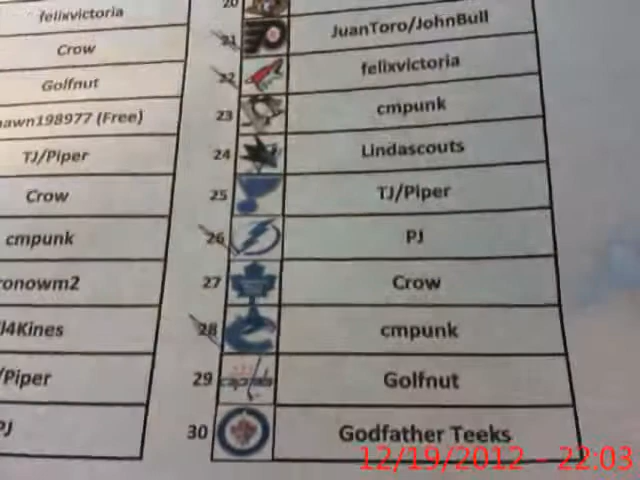 felixvictoria
Crow
Golfnut
(Free)
TJ/Piper
Crow
cmpunk
/Piper
PJ
20
21 JuanToro/JohnBull
22 felixvictoria
23 cmpunk
24 Lindascouts
25 TJ/Piper
26 PJ
27 Crow
28 cmpunk
29 capitals Golfnut
30 Godfather Teeks
12/19/2012 - 22:03